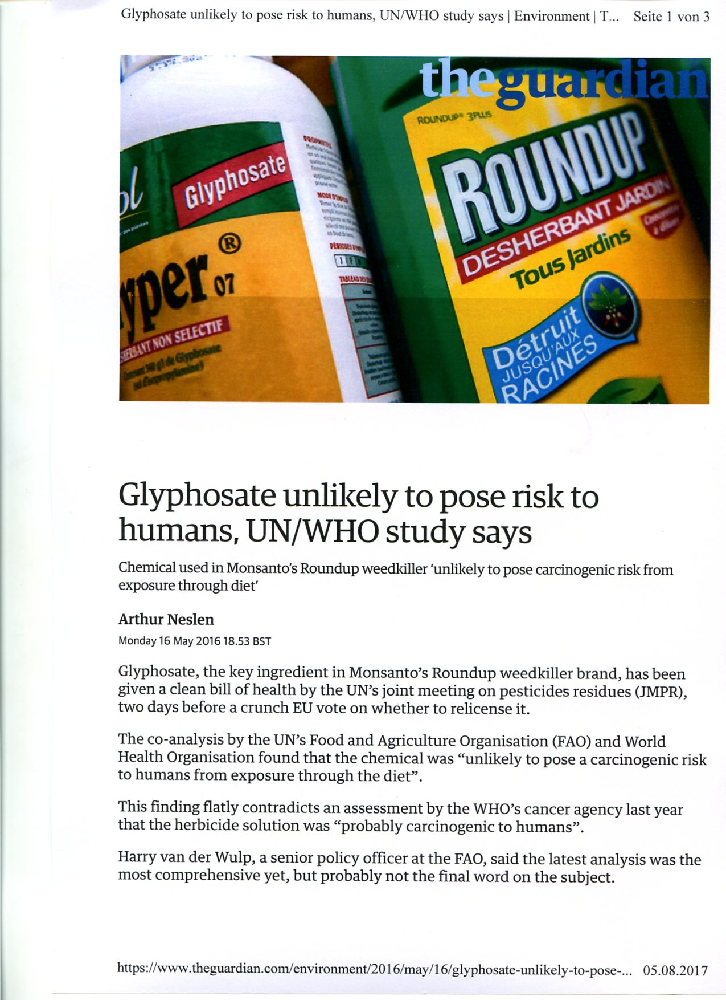 Glyphosate unlikely to pose risk to humans, UN/WHO study says | Environment | T... Seite 1 von 3
theguardian
ol
des plantes
Glyphosate
yper® 07
HERBANT NON SELECTIF
g/l de Glyphosate
PROPRIETES
MODE D'EMPLOI
ROUNDUP® 3PLUS
ROUNDUP
DESHERBANT JARDIN
Concentré
à diluer
Tous Jardins
Détruit
JUSQU'AUX
RACINES
Glyphosate unlikely to pose risk to
humans, UN/WHO study says
Chemical used in Monsanto's Roundup weedkiller 'unlikely to pose carcinogenic risk from
exposure through diet'
Arthur Neslen
Monday 16 May 2016 18.53 BST
Glyphosate, the key ingredient in Monsanto's Roundup weedkiller brand, has been
given a clean bill of health by the UN's joint meeting on pesticides residues (JMPR),
two days before a crunch EU vote on whether to relicense it.
The co-analysis by the UN's Food and Agriculture Organisation (FAO) and World
Health Organisation found that the chemical was “unlikely to pose a carcinogenic risk
to humans from exposure through the diet”.
This finding flatly contradicts an assessment by the WHO's cancer agency last year
that the herbicide solution was “probably carcinogenic to humans”.
Harry van der Wulp, a senior policy officer at the FAO, said the latest analysis was the
most comprehensive yet, but probably not the final word on the subject.
https://www.theguardian.com/environment/2016/may/16/glyphosate-unlikely-to-pose-... 05.08.2017